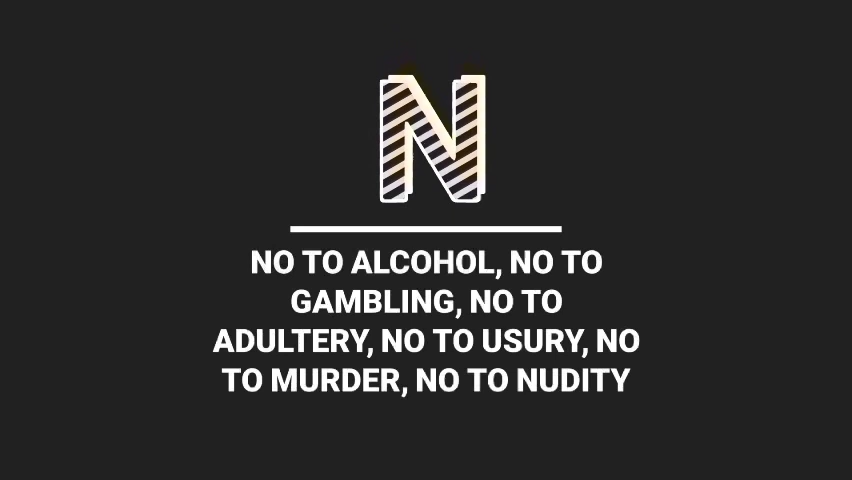 N
NO TO ALCOHOL, NO TO
GAMBLING, NO TO
ADULTERY, NO TO USURY, NO
TO MURDER, NO TO NUDITY